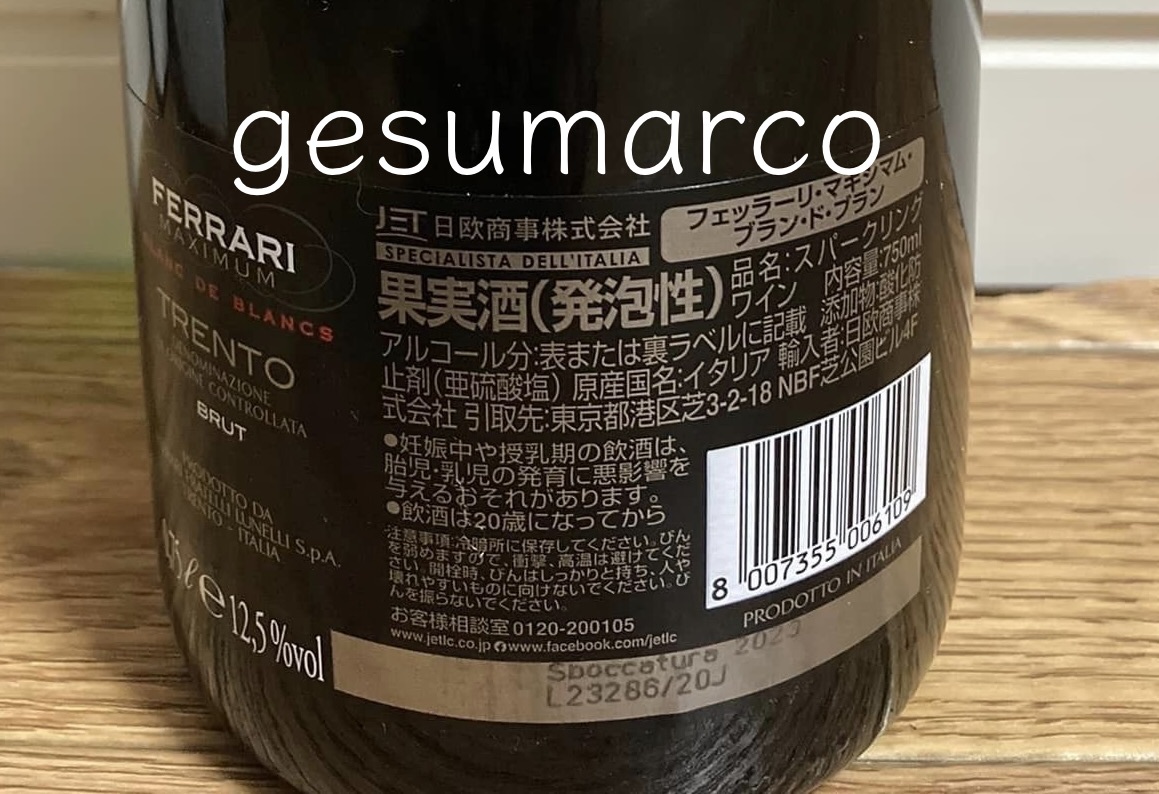 gesumarco
FERRARI
MAXIMUM
BLANC DE BLANCS
TRENTO
DENOMINAZIONE
ORIGINE CONTROLLATA
BRUT
PRODOTTO DA
FRATELLI LUNELLI S.p.A.
TRENTO - ITALIA
12,5%vol
JET 日欧商事株式会社
SPECIALISTA DELL'ITALIA
フェッラーリ・マキシマム・
ブラン・ド・ブラン
果実酒(発泡性)
品名:スパークリング
ワイン 内容量:750ml
アルコール分:表または裏ラベルに記載 添加物:酸化防
止剤(亜硫酸塩) 原産国名:イタリア 輸入者:日欧商事株
式会社 引取先:東京都港区芝3-2-18 NBF芝公園ビル4F
●妊娠中や授乳期の飲酒は、
胎児・乳児の発育に悪影響を
与えるおそれがあります。
●飲酒は20歳になってから
注意事項:冷暗所に保存してください。びん
を弱めますので、衝撃、高温は避けてくだ
さい。開栓時、びんはしっかりと持ち、人や
壊れやすいものに向けないでください。び
んを振らないでください。
お客様相談室0120-200105
www.jetlc.co.jp www.facebook.com/jetlc
8 007355 006109
PRODOTTO IN ITALIA
Sboccatura 2023
L23286/20J